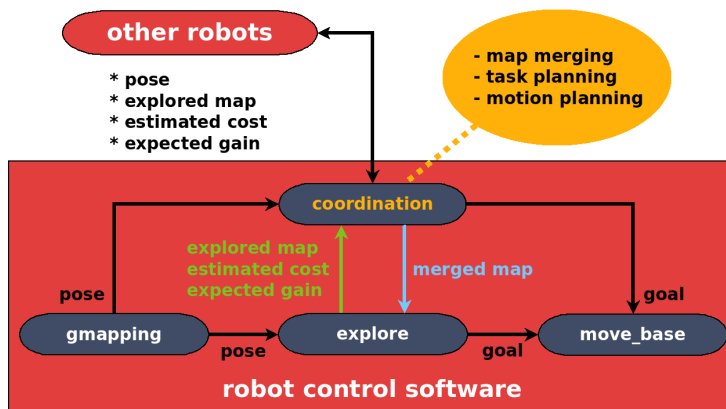 other robots
* pose
* explored map
* estimated cost
* expected gain
- map merging
- task planning
- motion planning
coordination
explored map
estimated cost
expected gain
merged map
pose
goal
gmapping
pose
explore
goal
move_base
robot control software